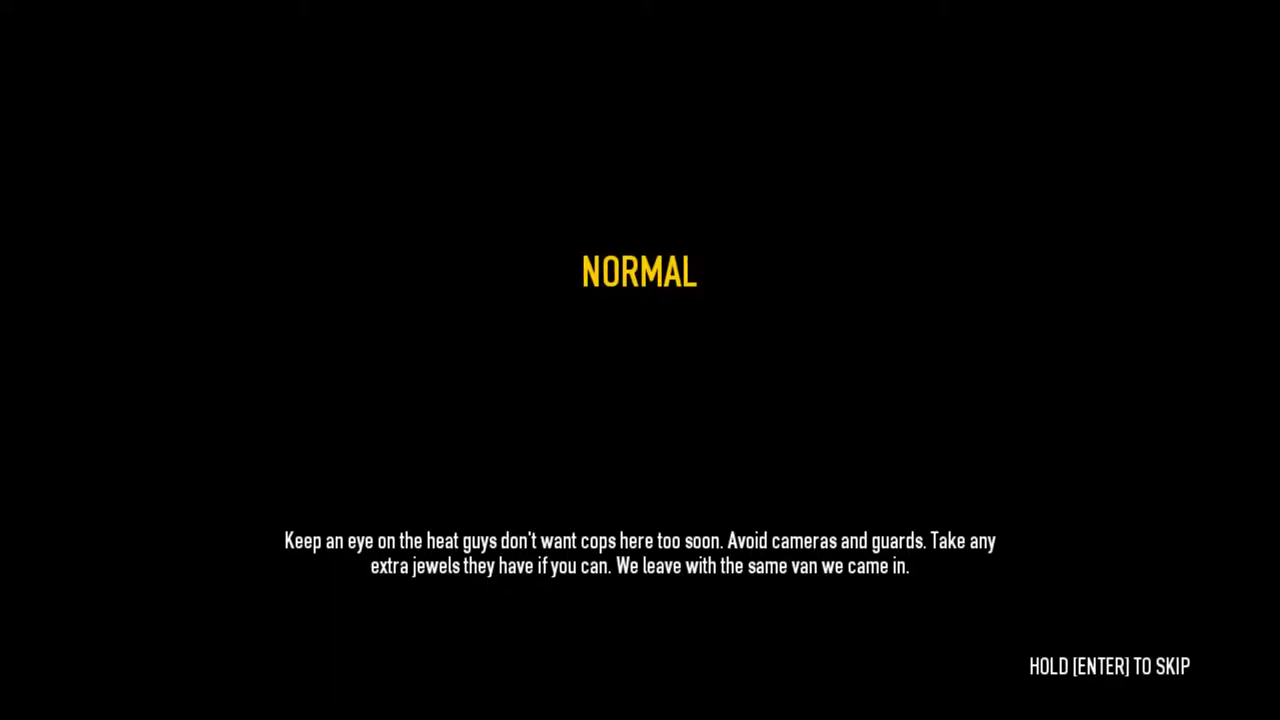 NORMAL
Keep an eye on the heat guys don't want cops here too soon. Avoid cameras and guards. Take any
extra jewels they have if you can. We leave with the same van we came in.
HOLD [ENTER] TO SKIP